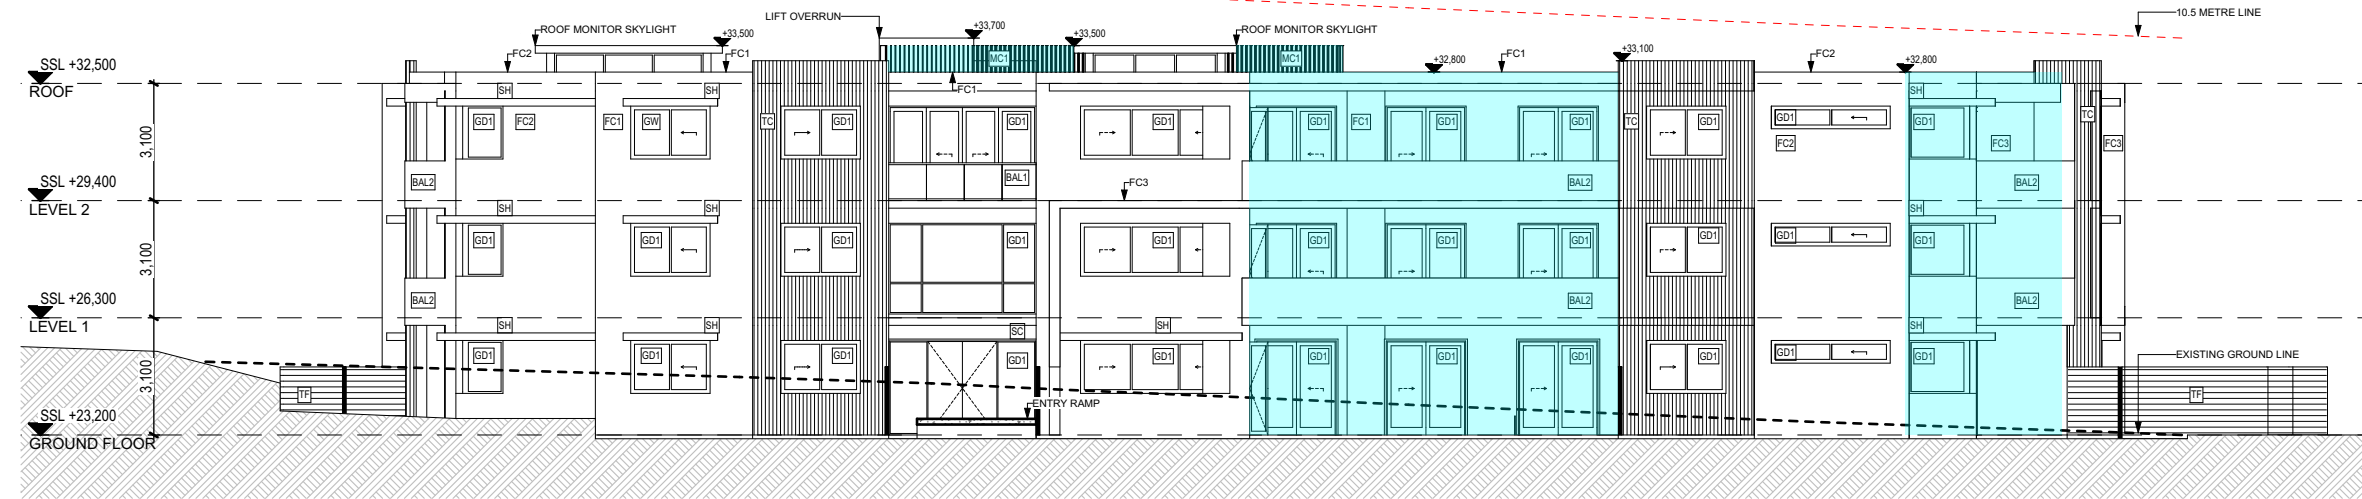 10.5 METRE LINE
LIFT OVERRUN
+33,700
ROOF MONITOR SKYLIGHT
+33,500
+33,500
ROOF MONITOR SKYLIGHT
FC2
FC1
MC1
MC1
+32,800
FC1
+33,100
FC2
+32,800
SSL +32,500
ROOF
SH
SH
FC1
SH
GD1
FC2
FC1
GW
TC
GD1
GD1
GD1
GD1
FC1
GD1
GD1
TC
GD1
GD1
FC2
GD1
FC3
TC
FC3
3,100
BAL2
BAL1
BAL2
BAL2
SSL +29,400
LEVEL 2
FC3
SH
SH
SH
GD1
GD1
GD1
GD1
GD1
GD1
GD1
GD1
GD1
GD1
GD1
3,100
BAL2
BAL2
BAL2
SSL +26,300
LEVEL 1
SH
SH
SC
SH
SH
GD1
GD1
GD1
GD1
GD1
GD1
GD1
GD1
GD1
GD1
GD1
EXISTING GROUND LINE
3,100
TF
ENTRY RAMP
TF
SSL +23,200
GROUND FLOOR